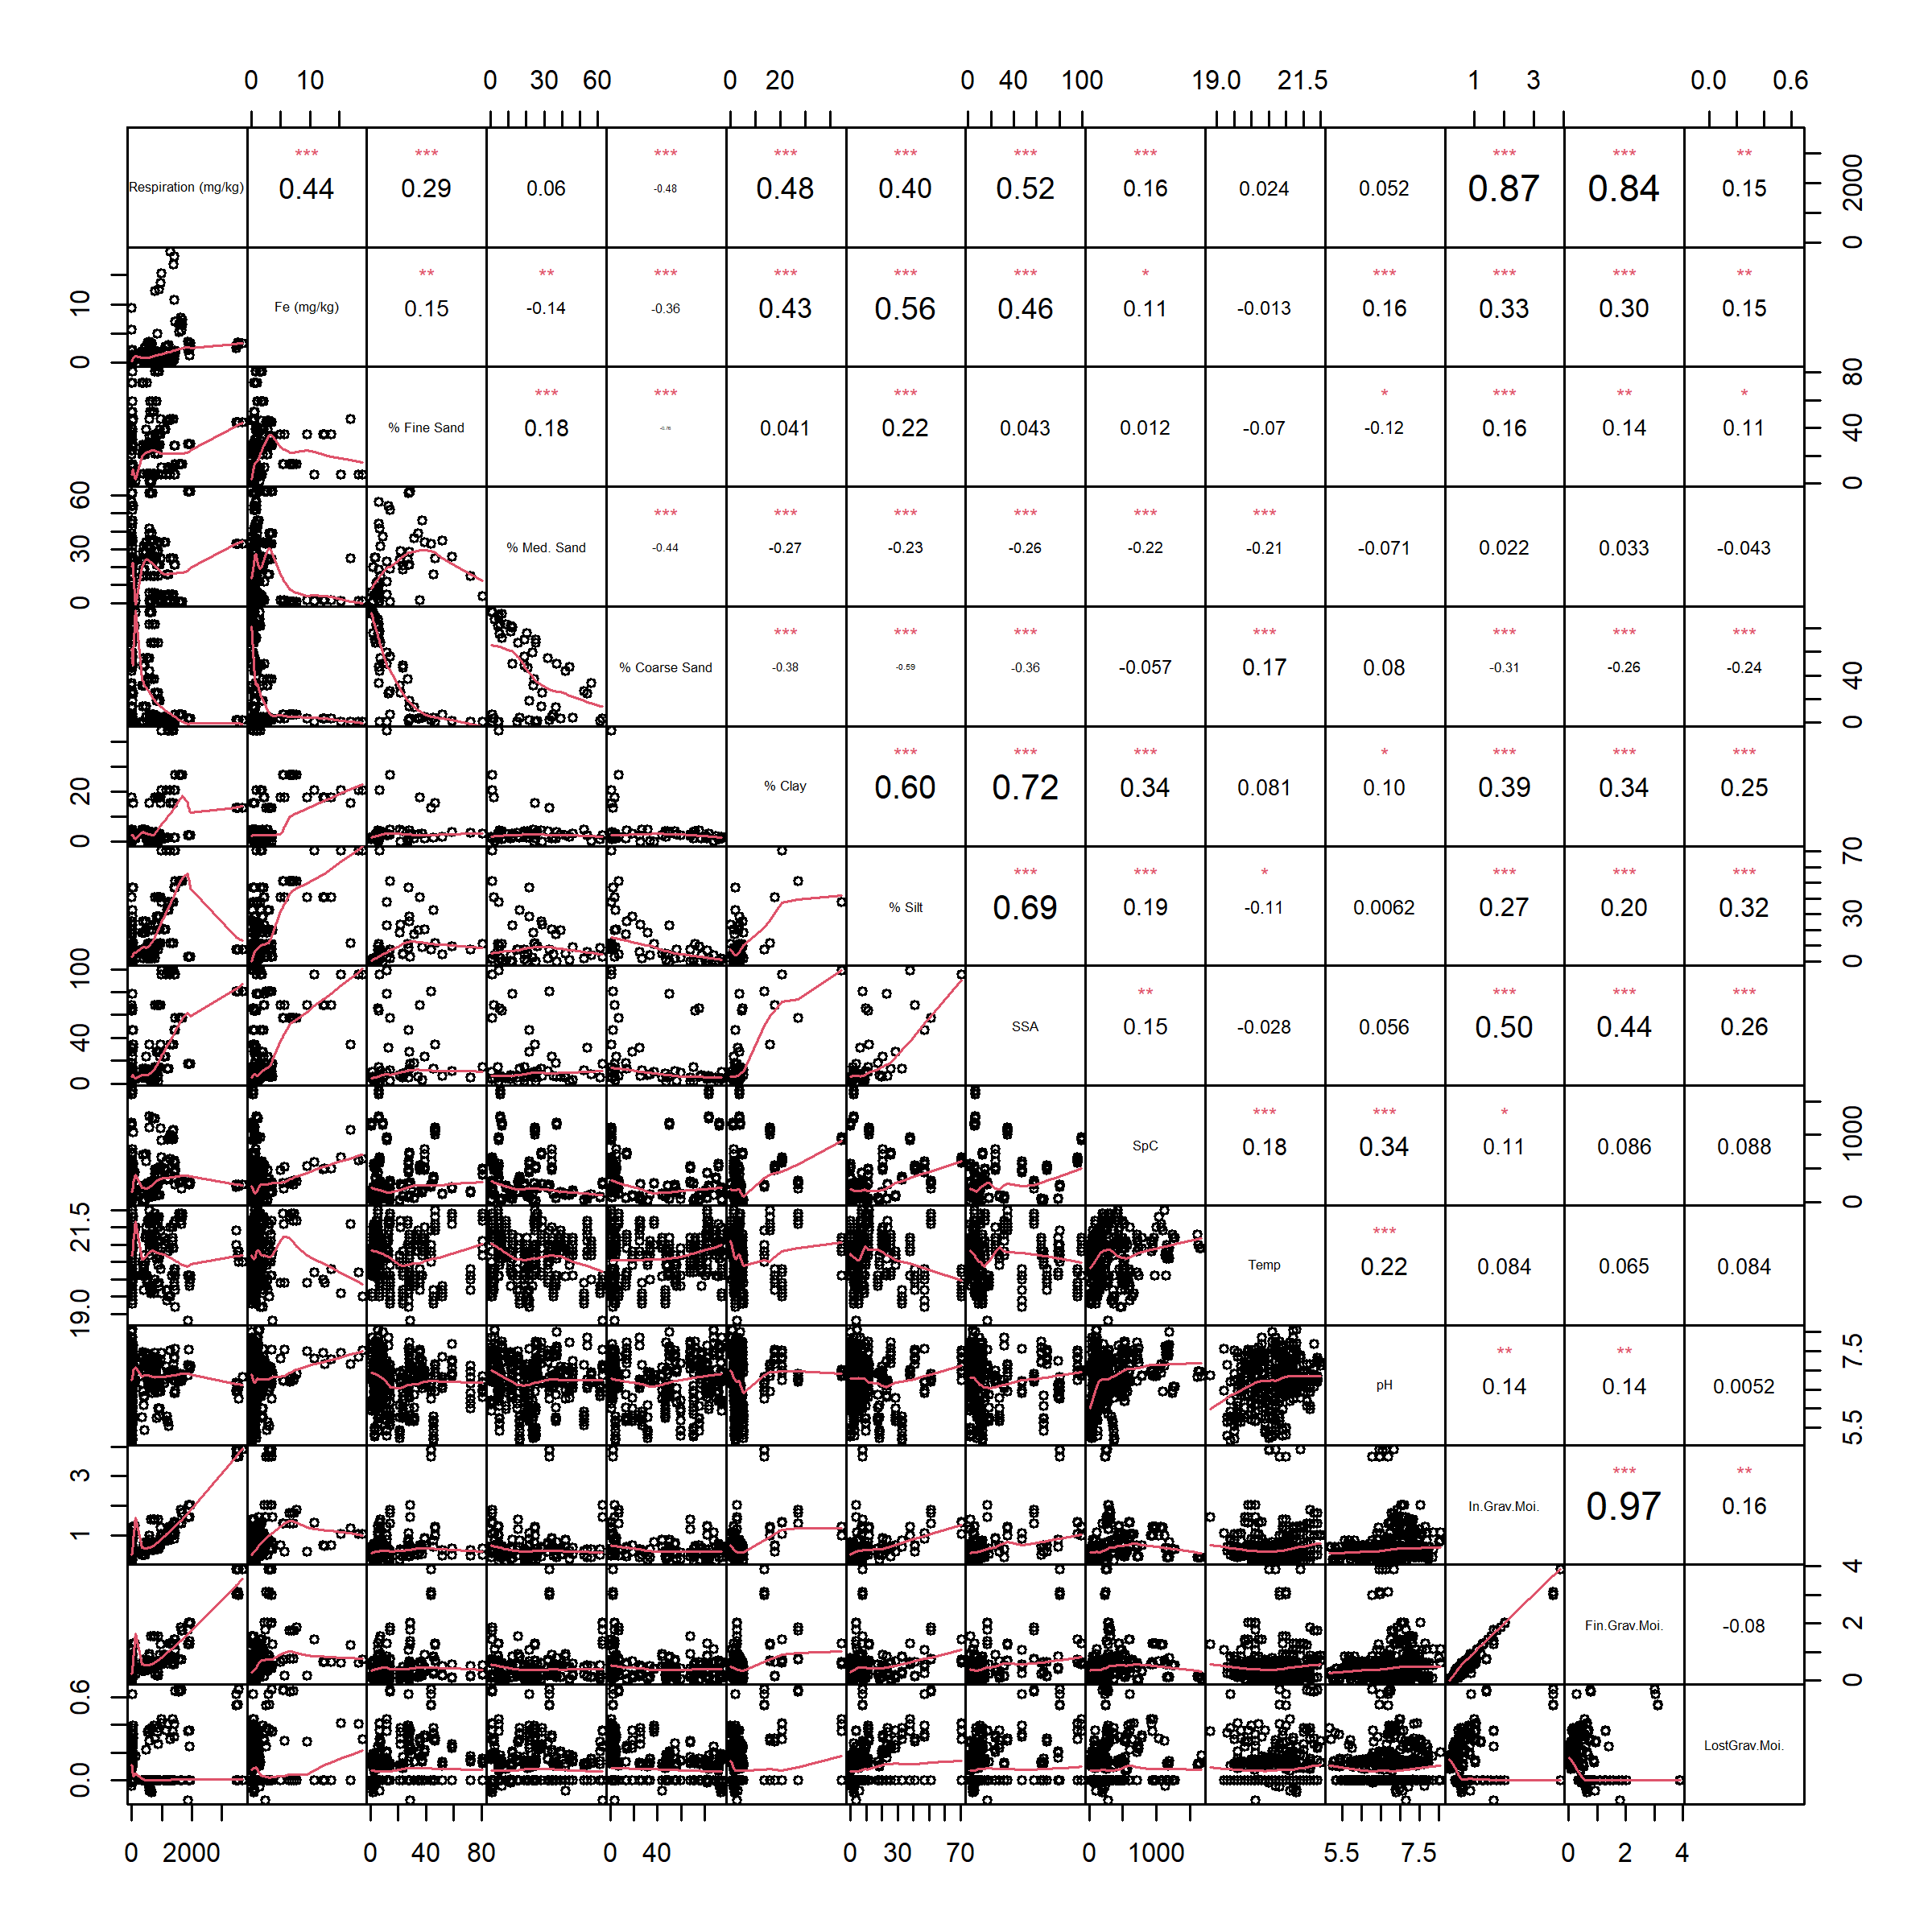 0 10 0 30 60 0 20 0 40 100 19.0 21.5 1 3 0.0 0.6
*** *** *** *** *** *** *** *** *** **
Respiration (mg/kg) 0.44 0.29 0.06 -0.48 0.48 0.40 0.52 0.16 0.024 0.052 0.87 0.84 0.15 0 2000
** ** *** *** *** *** * *** *** *** **
0 10 Fe (mg/kg) 0.15 -0.14 -0.36 0.43 0.56 0.46 0.11 -0.013 0.16 0.33 0.30 0.15
*** *** *** * *** ** *
% Fine Sand 0.18 0.041 0.22 0.043 0.012 -0.07 -0.12 0.16 0.14 0.11 0 40 80
*** *** *** *** *** ***
0 30 60 % Med. Sand -0.44 -0.27 -0.23 -0.26 -0.22 -0.21 -0.071 0.022 0.033 -0.043
*** *** *** *** *** *** ***
% Coarse Sand -0.38 -0.59 -0.36 -0.057 0.17 0.08 -0.31 -0.26 -0.24 0 40
*** *** *** * *** *** ***
0 20 % Clay 0.60 0.72 0.34 0.081 0.10 0.39 0.34 0.25
*** *** * *** *** ***
% Silt 0.69 0.19 -0.11 0.0062 0.27 0.20 0.32 0 30 70
** *** *** ***
0 40 100 SSA 0.15 -0.028 0.056 0.50 0.44 0.26
*** *** *
SpC 0.18 0.34 0.11 0.086 0.088 0 1000
***
19.0 21.5 Temp 0.22 0.084 0.065 0.084
** **
pH 0.14 0.14 0.0052 5.5 7.5
*** **
1 3 In.Grav.Moi. 0.97 0.16
Fin.Grav.Moi. -0.08 0 2 4
0.0 0.6 LostGrav.Moi.
0 2000 0 40 80 0 40 0 30 70 0 1000 5.5 7.5 0 2 4